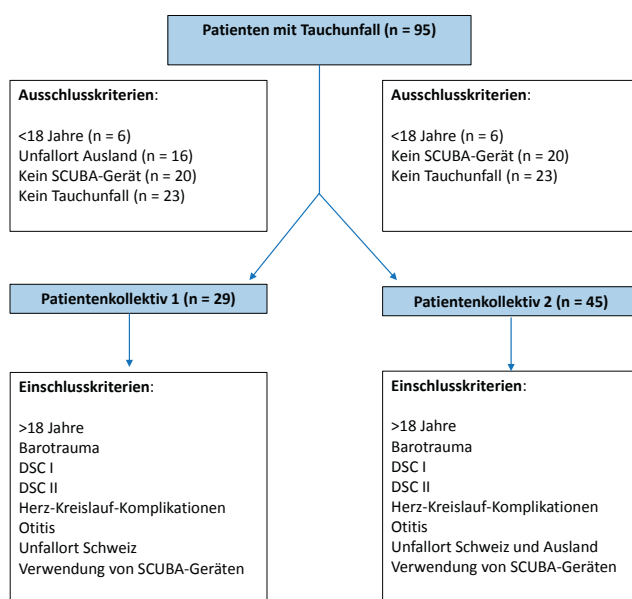 Patienten mit Tauchunfall (n = 95)
Ausschlusskriterien:
<18 Jahre (n = 6)
Unfallort Ausland (n = 16)
Kein SCUBA-Gerät (n = 20)
Kein Tauchunfall (n = 23)
Ausschlusskriterien:
<18 Jahre (n = 6)
Kein SCUBA-Gerät (n = 20)
Kein Tauchunfall (n = 23)
Patientenkollektiv 1 (n = 29)
Patientenkollektiv 2 (n = 45)
Einschlusskriterien:
>18 Jahre
Barotrauma
DSC I
DSC II
Herz-Kreislauf-Komplikationen
Otitis
Unfallort Schweiz
Verwendung von SCUBA-Geräten
Einschlusskriterien:
>18 Jahre
Barotrauma
DSC I
DSC II
Herz-Kreislauf-Komplikationen
Otitis
Unfallort Schweiz und Ausland
Verwendung von SCUBA-Geräten